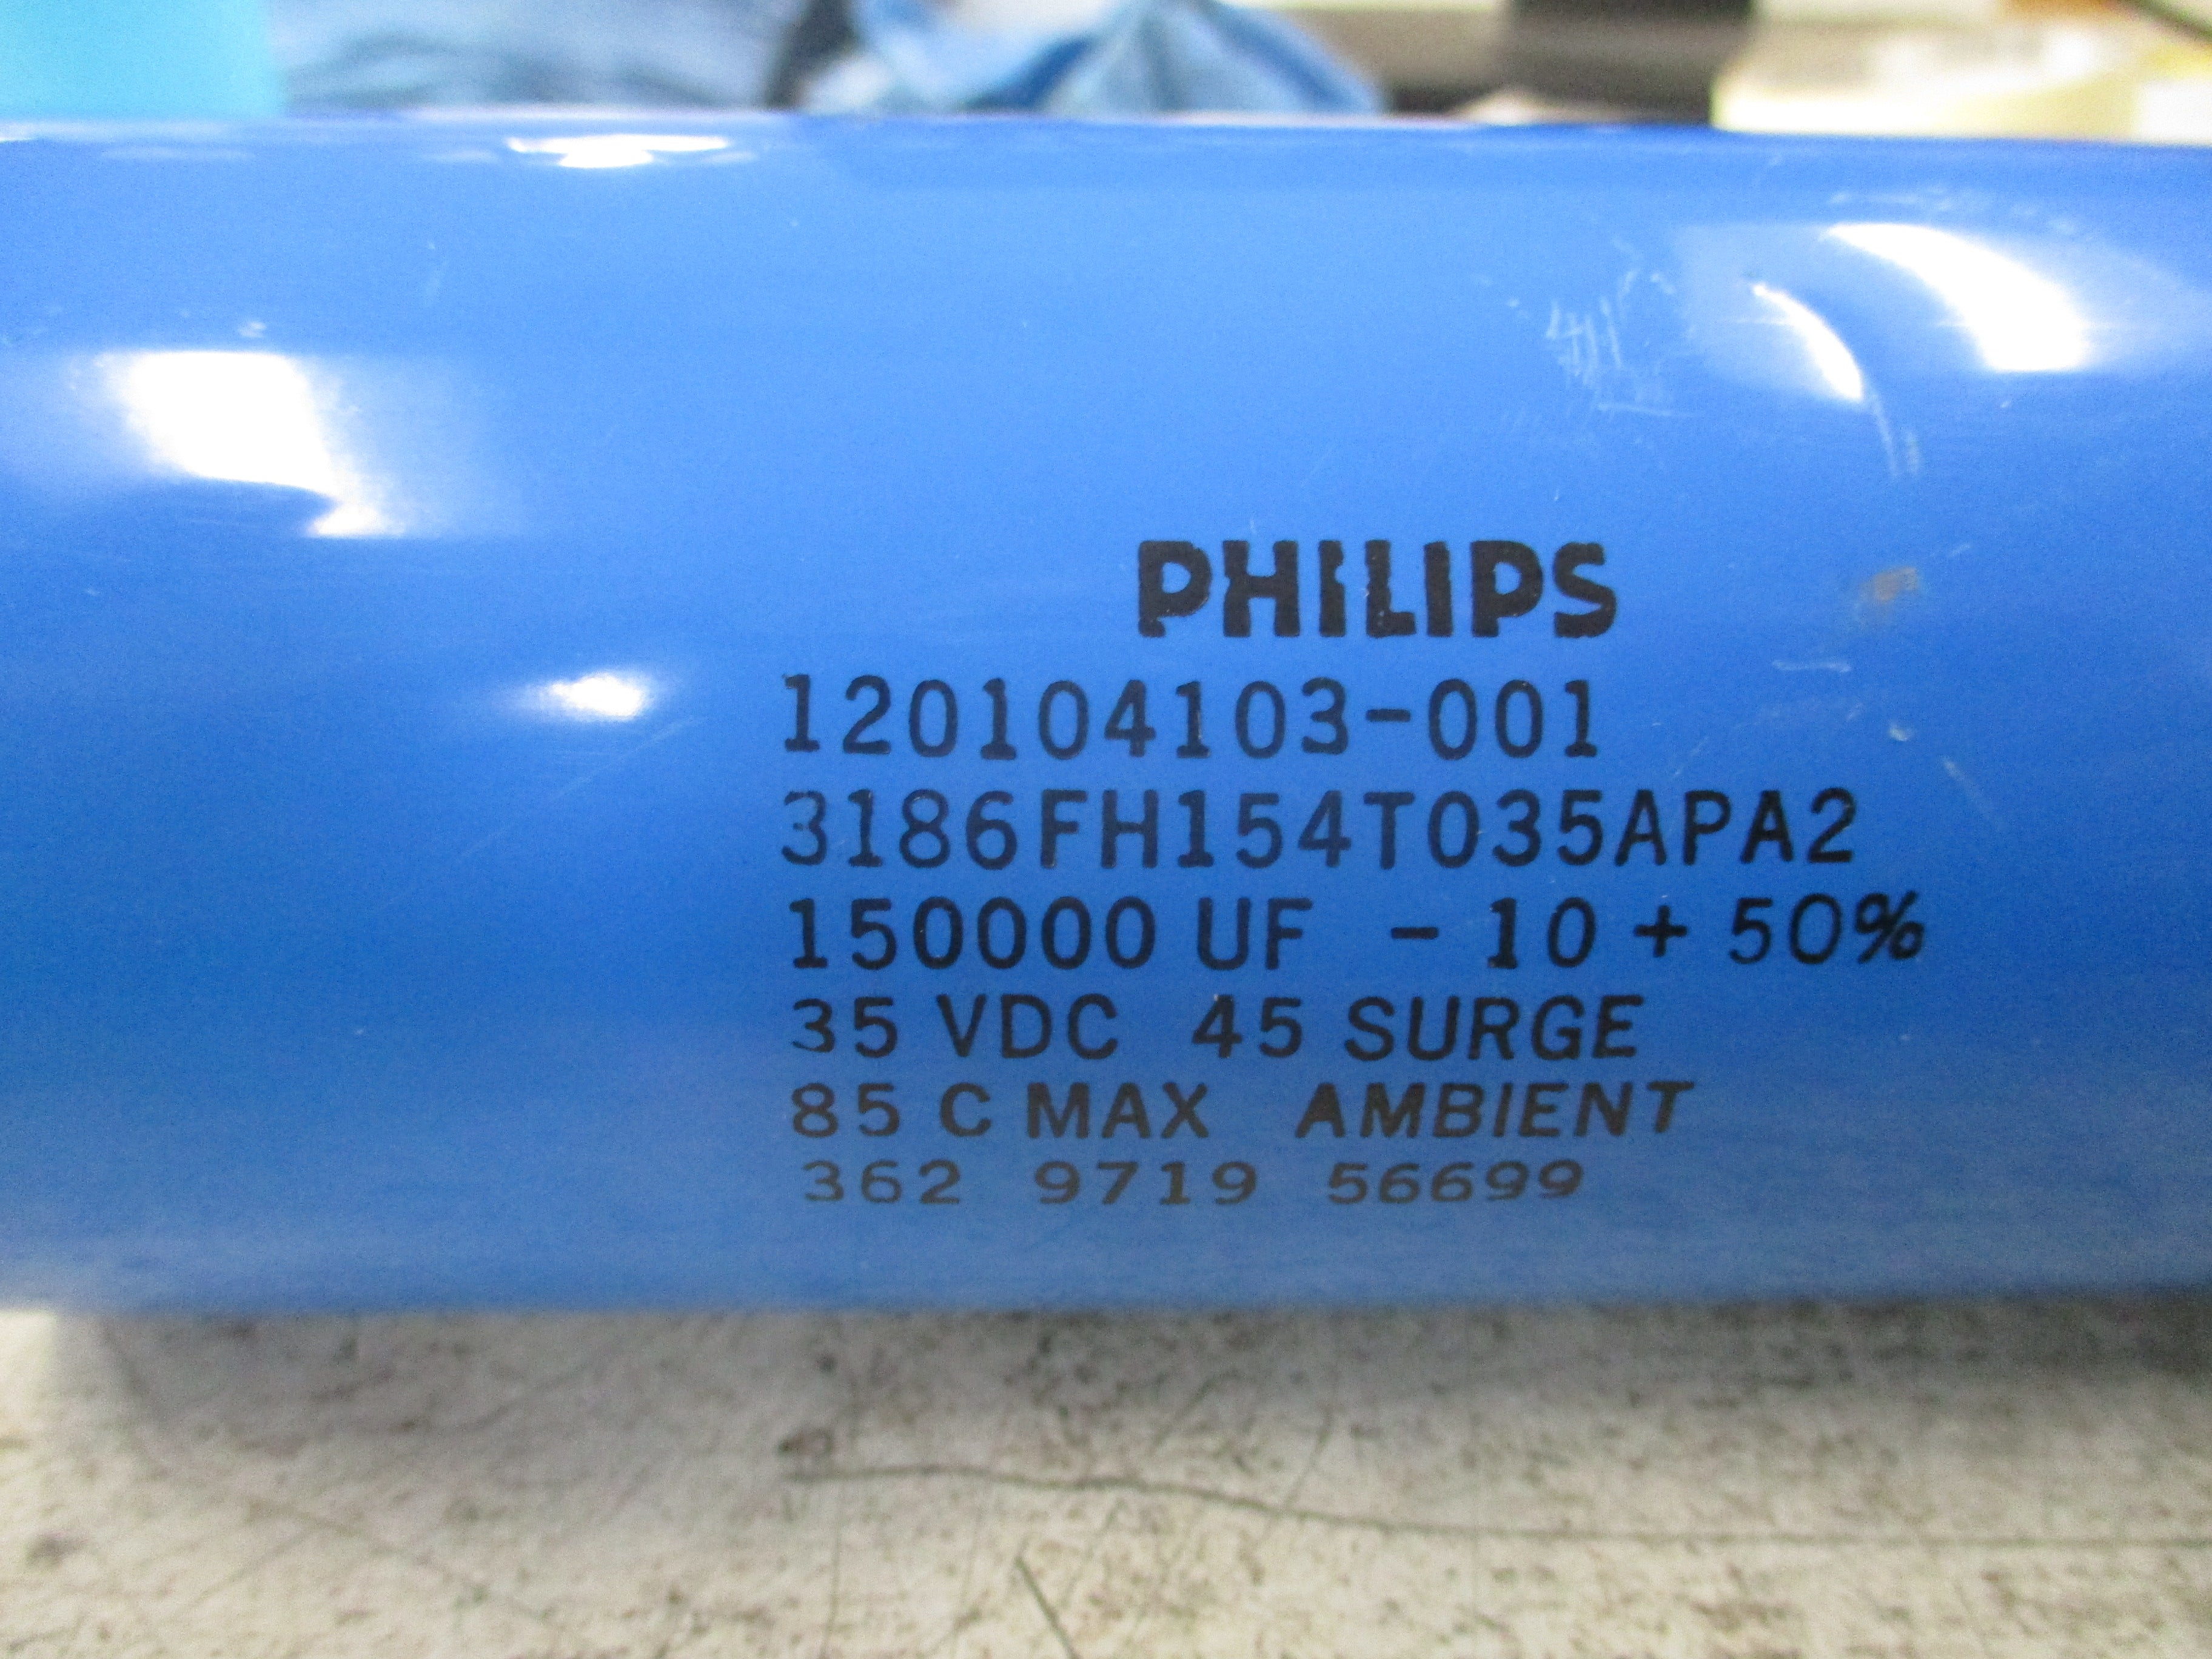 PHILIPS
120104103-001
3186FH154T035APA2
150000 UF - 10 + 50%
35 VDC 45 SURGE
85 C MAX AMBIENT
362 9719 56699